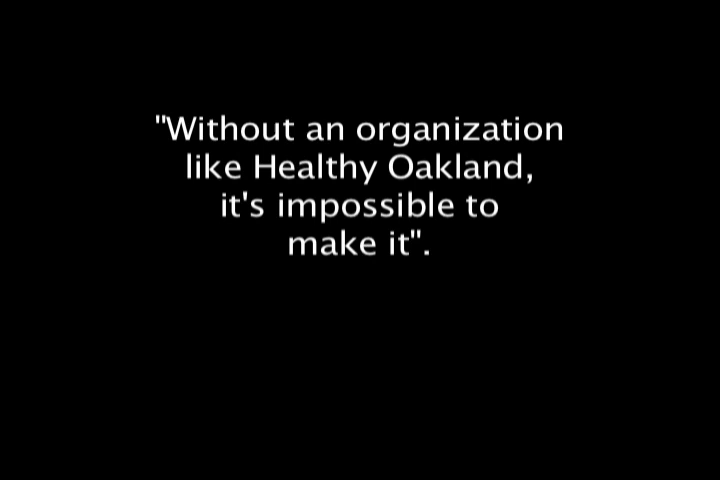 "Without an organization
like Healthy Oakland,
it's impossible to
make it".